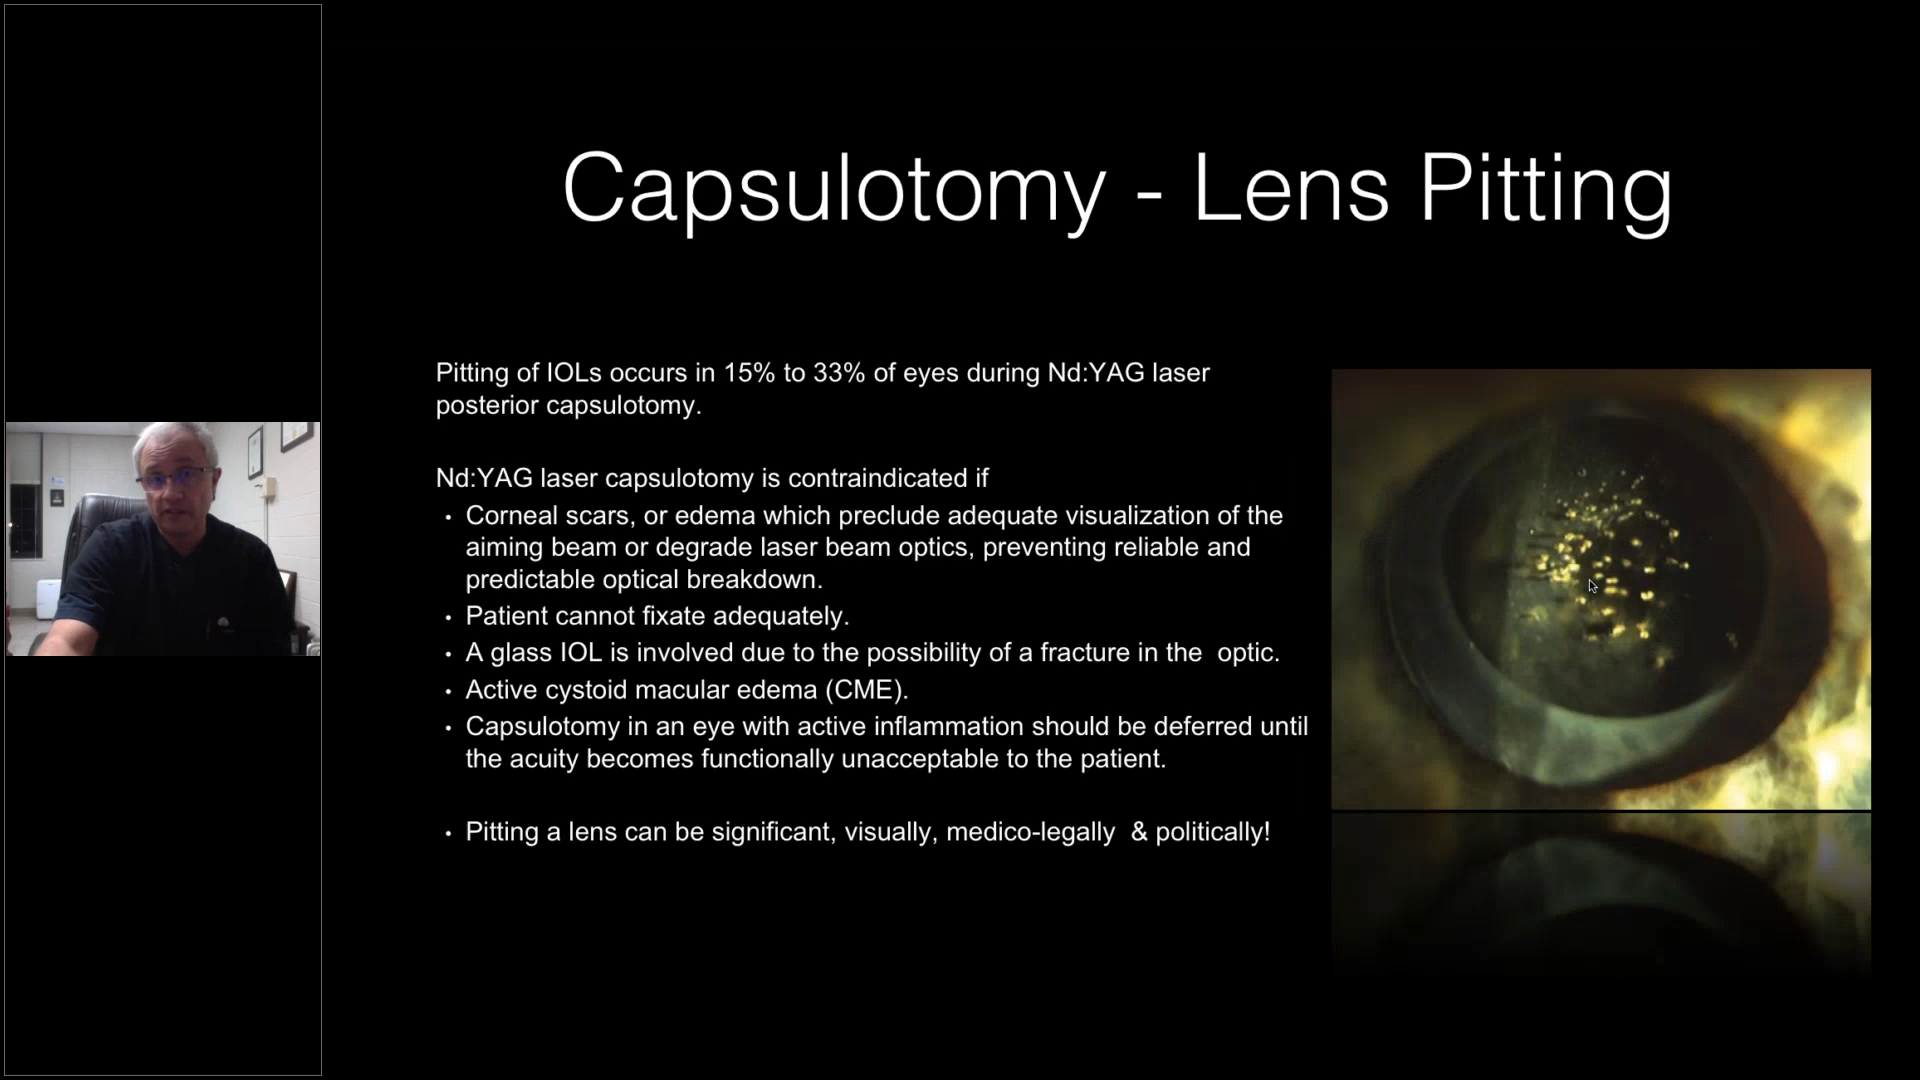 Capsulotomy - Lens Pitting
Pitting of IOLs occurs in 15% to 33% of eyes during Nd:YAG laser
posterior capsulotomy.
Nd:YAG laser capsulotomy is contraindicated if
• Corneal scars, or edema which preclude adequate visualization of the
aiming beam or degrade laser beam optics, preventing reliable and
predictable optical breakdown.
• Patient cannot fixate adequately.
• A glass IOL is involved due to the possibility of a fracture in the  optic.
• Active cystoid macular edema (CME).
• Capsulotomy in an eye with active inflammation should be deferred until
the acuity becomes functionally unacceptable to the patient.
• Pitting a lens can be significant, visually, medico-legally  & politically!